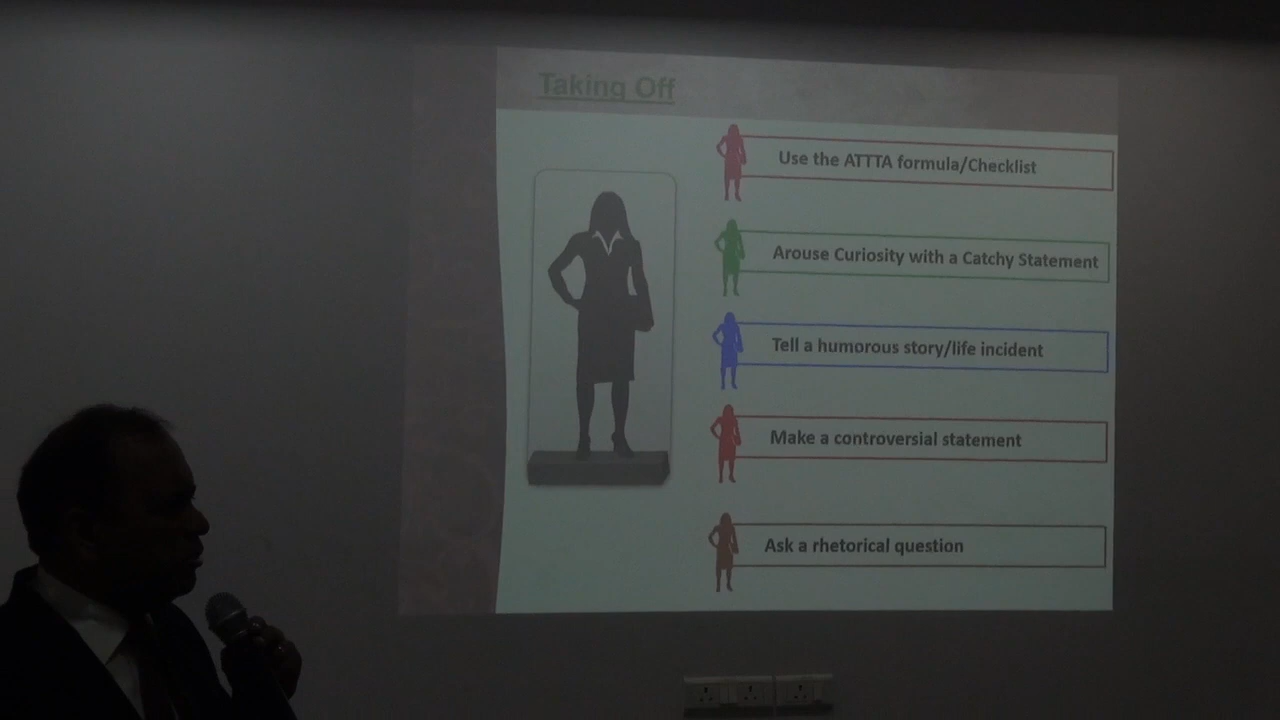 Taking Off
Use the ATTTA formula/Checklist
Arouse Curiosity with a Catchy Statement
Tell a humorous story/life incident
Make a controversial statement
Ask a rhetorical question